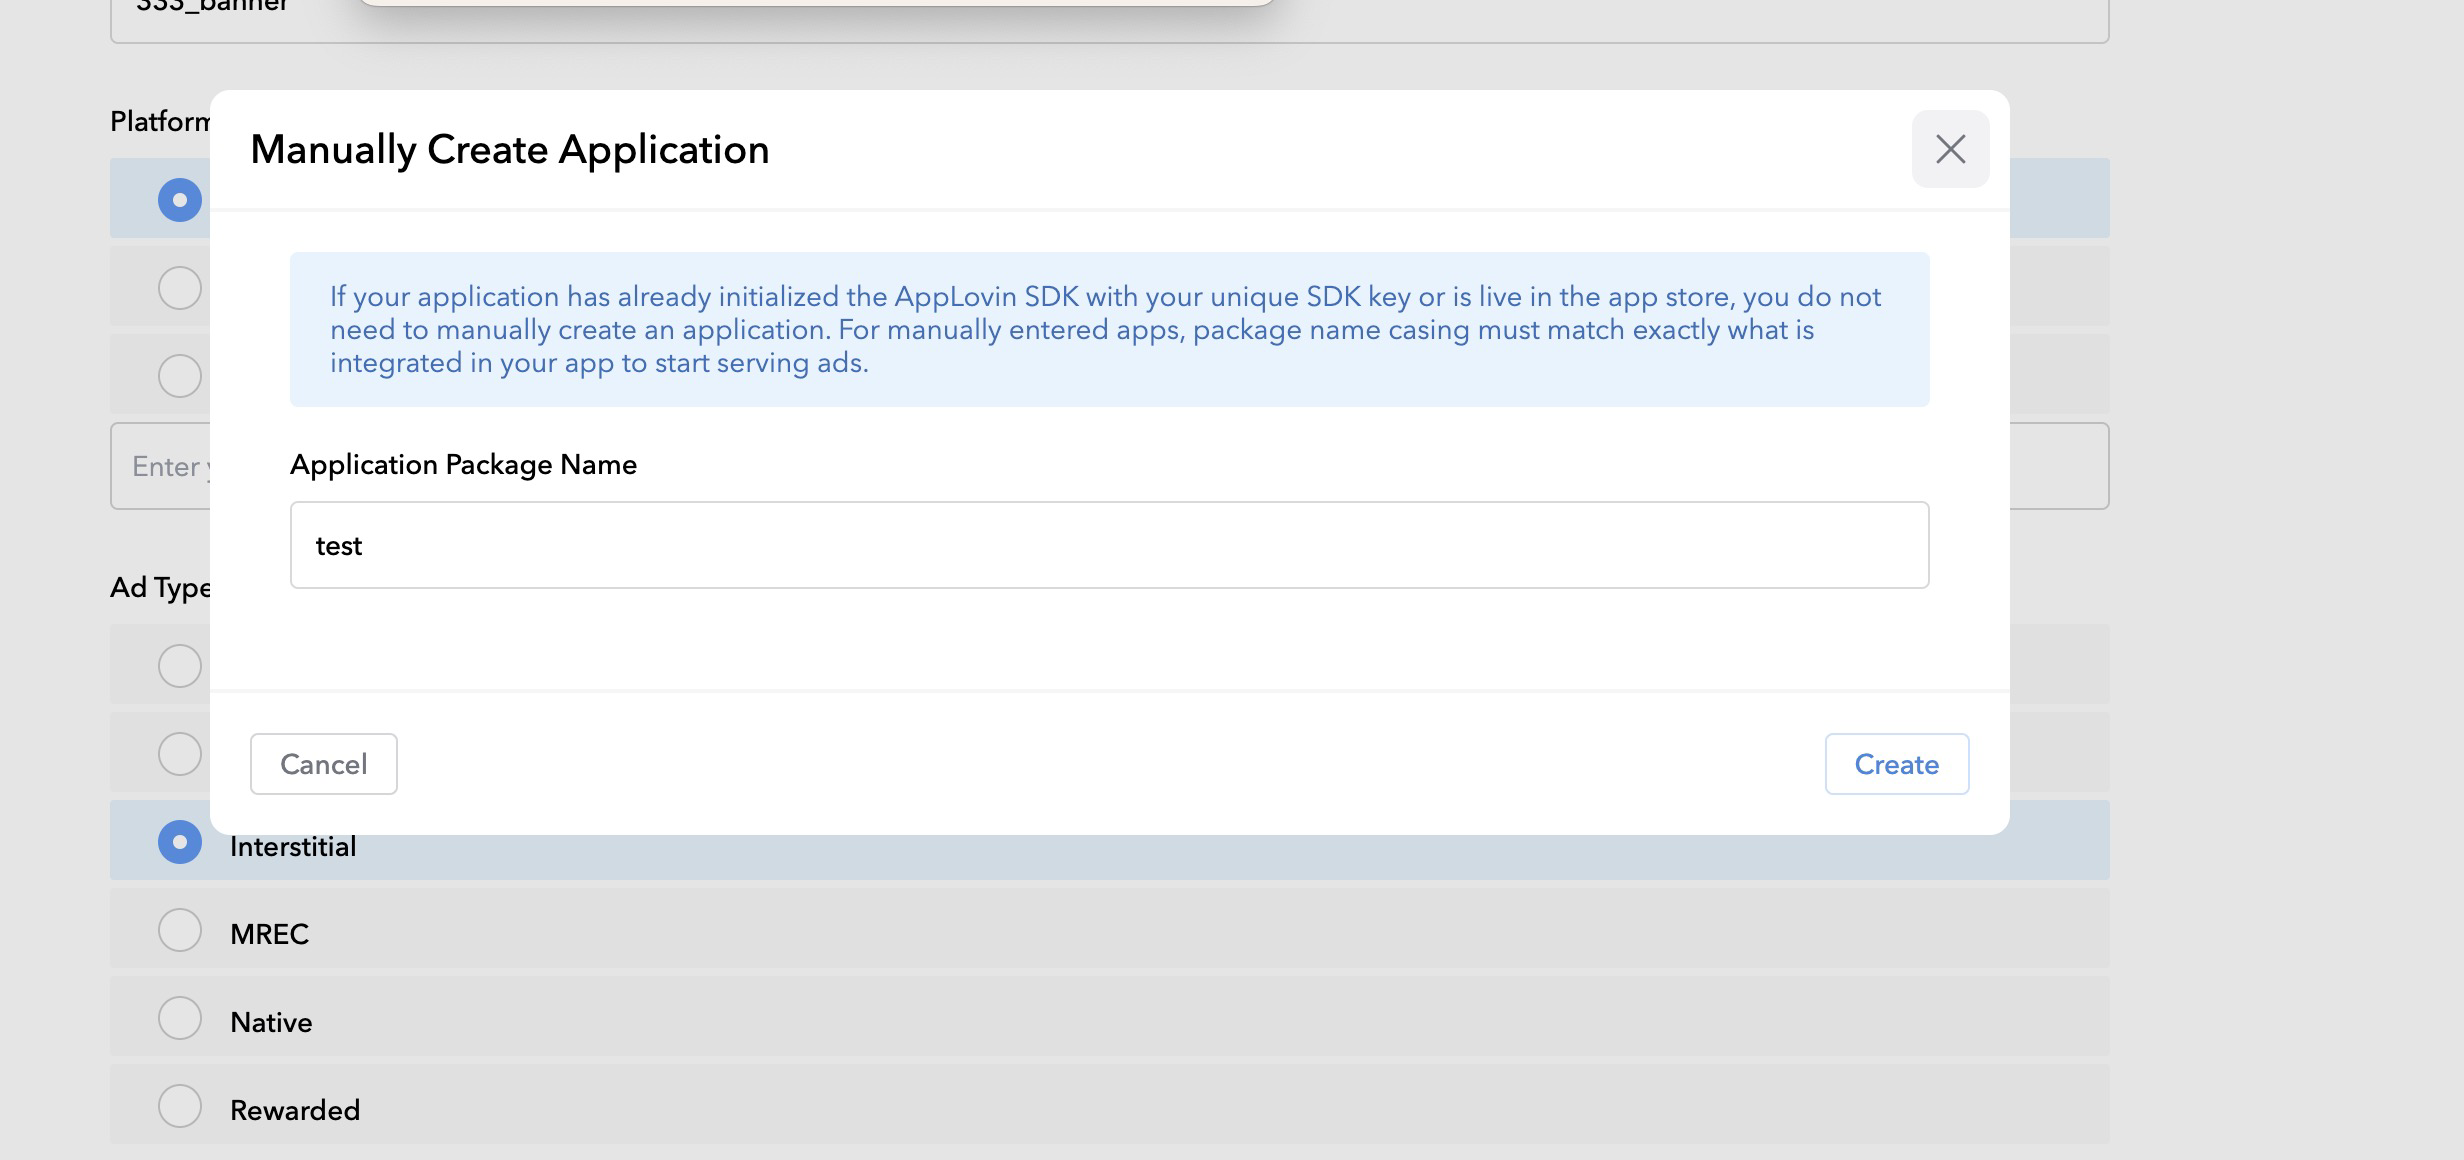 333_banner
Platform
Manually Create Application
If your application has already initialized the AppLovin SDK with your unique SDK key or is live in the app store, you do not
need to manually create an application. For manually entered apps, package name casing must match exactly what is
integrated in your app to start serving ads.
Application Package Name
Enter
test
Ad Type
Cancel
Create
Interstitial
MREC
Native
Rewarded